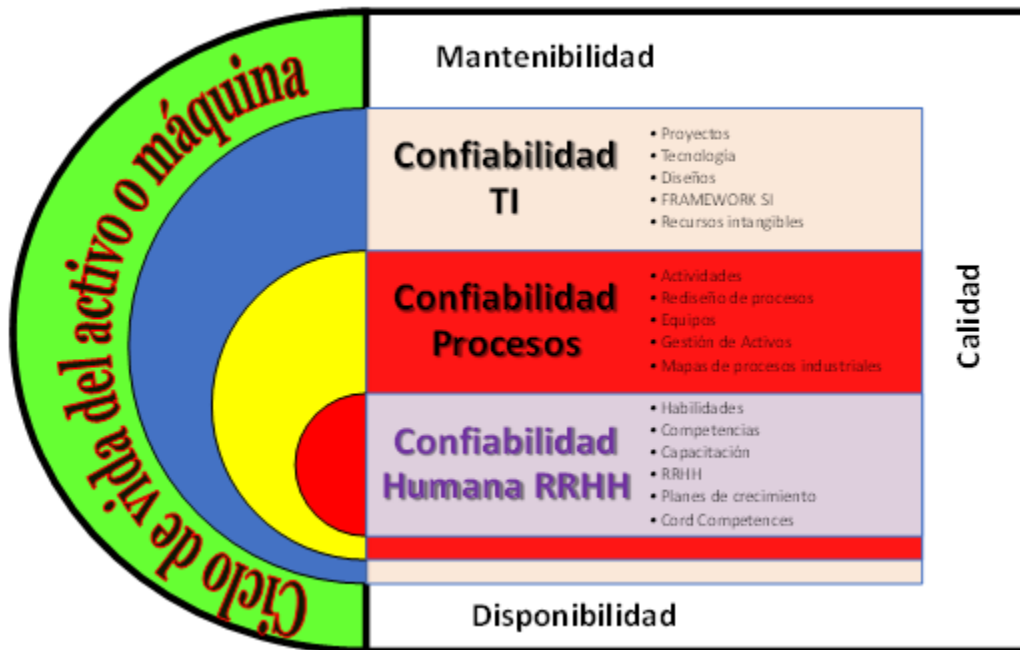 Ciclo de vida del activo o máquina
Mantenibilidad
Confiabilidad
TI
• Proyectos
• Tecnología
• Diseños
• FRAMEWORK SI
• Recursos intangibles
Confiabilidad
Procesos
• Actividades
• Rediseño de procesos
• Equipos
• Gestión de Activos
• Mapas de procesos industriales
Confiabilidad
Humana RRHH
• Habilidades
• Competencias
• Capacitación
• RRHH
• Planes de crecimiento
• Cord Competences
Calidad
Disponibilidad